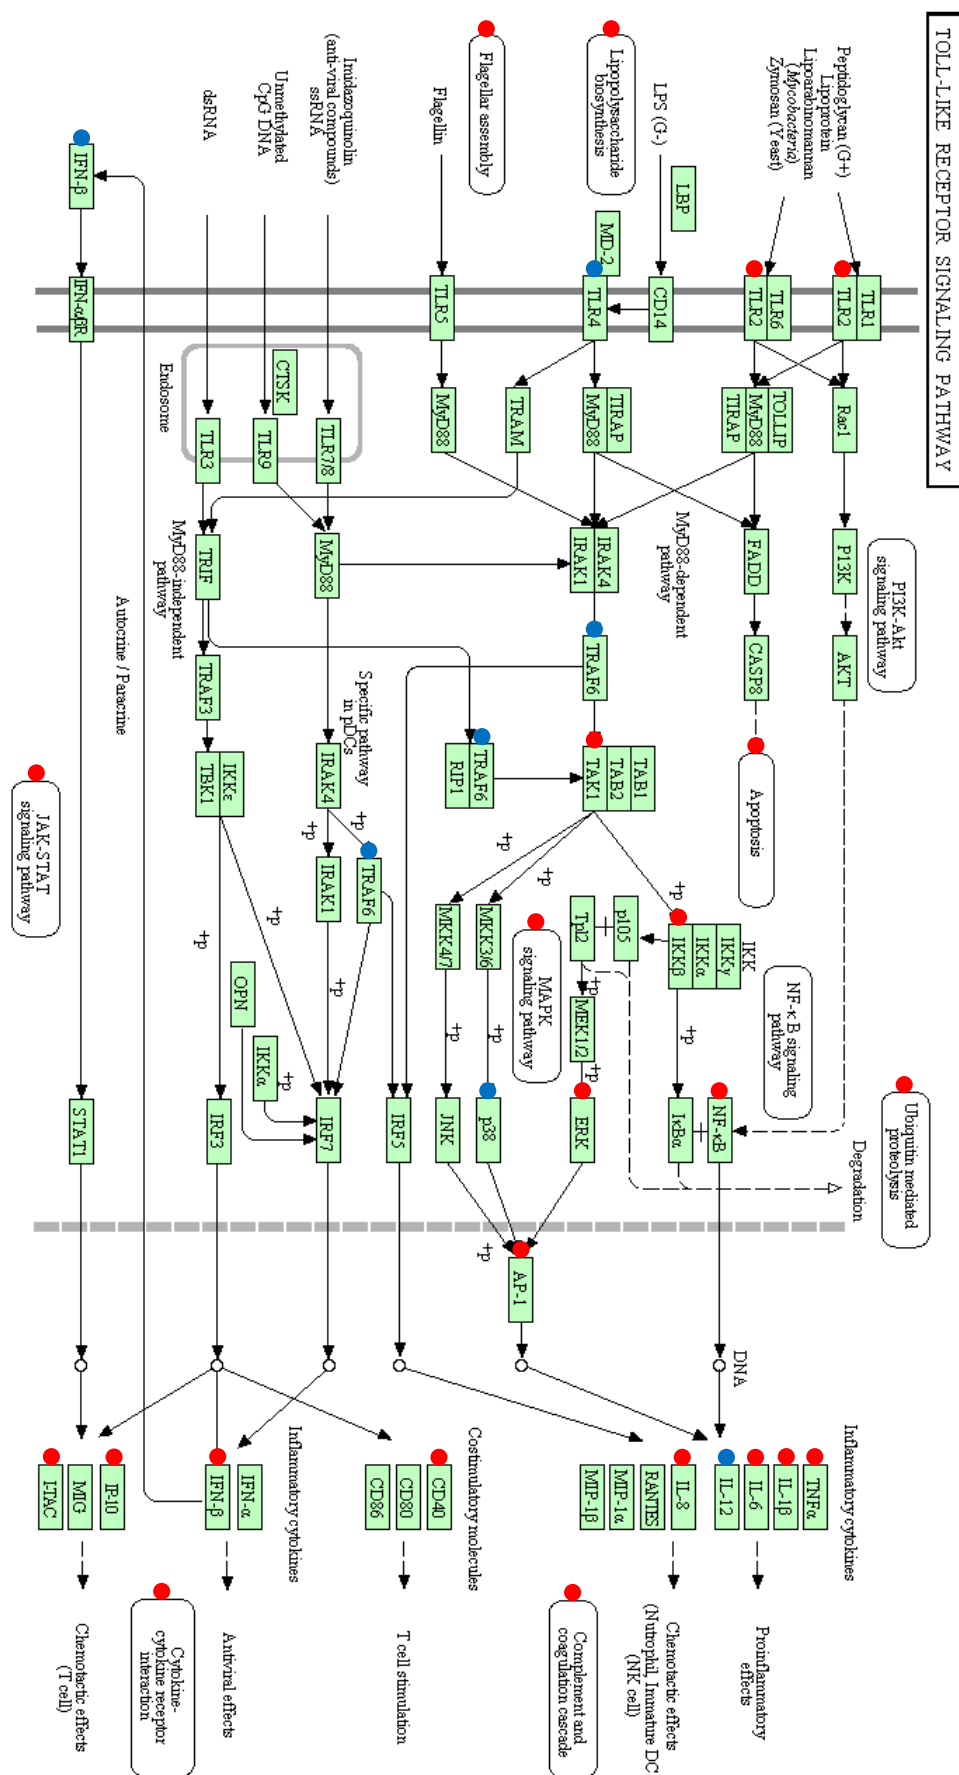 TOLL-LIKE RECEPTOR SIGNALING PATHWAY
Peptidoglycan (G+)
Lipoprotein
Lipoarabinomannan
(Mycobacteria)
Zymosan (Yeast)
LPS (G-)
Lipopolysaccharide
biosynthesis
Flagellar assembly
Flagellin
Imidazoquinolin
(anti-viral compounds)
ssRNA
Unmethylated
CpG DNA
dsRNA
IFN-β
LBP
MD-2
TLR1
TLR2
TLR6
TLR2
CD14
TLR4
TLR5
IFN-αβR
Rac1
TOLLIP
MyD88
TIRAP
TIRAP
MyD88
TRAM
MyD88
CTSK
TLR7/8
TLR9
TLR3
Endosome
PI3K-Akt
signaling pathway
PI3K
AKT
FADD
CASP8
MyD88-dependent
pathway
IRAK4
IRAK1
TRAF6
MyD88
TRIF
MyD88-independent
pathway
TRAF3
Autocrine / Paracrine
Apoptosis
TAB1
TAB2
TAK1
TRAF6
RIP1
Specific pathway
in pDCs
IRAK4
+p
+p
TRAF6
IRAK1
IKKε
TBK1
JAK-STAT
signaling pathway
+p
+p
+p
IKK
IKKγ
IKKα
IKKβ
p105
Tpl2
+p
MEK1/2
+p
MKK3/6
MKK4/7
MAPK
signaling pathway
NF-κB signaling
pathway
+p
+p
+p
+p
+p
+p
OPN
IKKα
+p
Ubiquitin mediated
proteolysis
Degradation
NF-κB
IκBα
ERK
p38
JNK
IRF5
IRF7
IRF3
STAT1
+p
AP-1
DNA
Inflammatory cytokines
TNFα
IL-1β
IL-6
IL-12
Proinflammatory
effects
IL-8
RANTES
MIP-1α
MIP-1β
Chemotactic effects
(Nutrophil, Immature DC
(NK cell)
Complement and
coagulation cascade
Costimulatory molecules
CD40
CD80
CD86
T cell stimulation
Inflammatory cytokines
IFN-α
IFN-β
Antiviral effects
Cytokine-
cytokine receptor
interaction
IP-10
MIG
I-TAC
Chemotactic effects
(T cell)